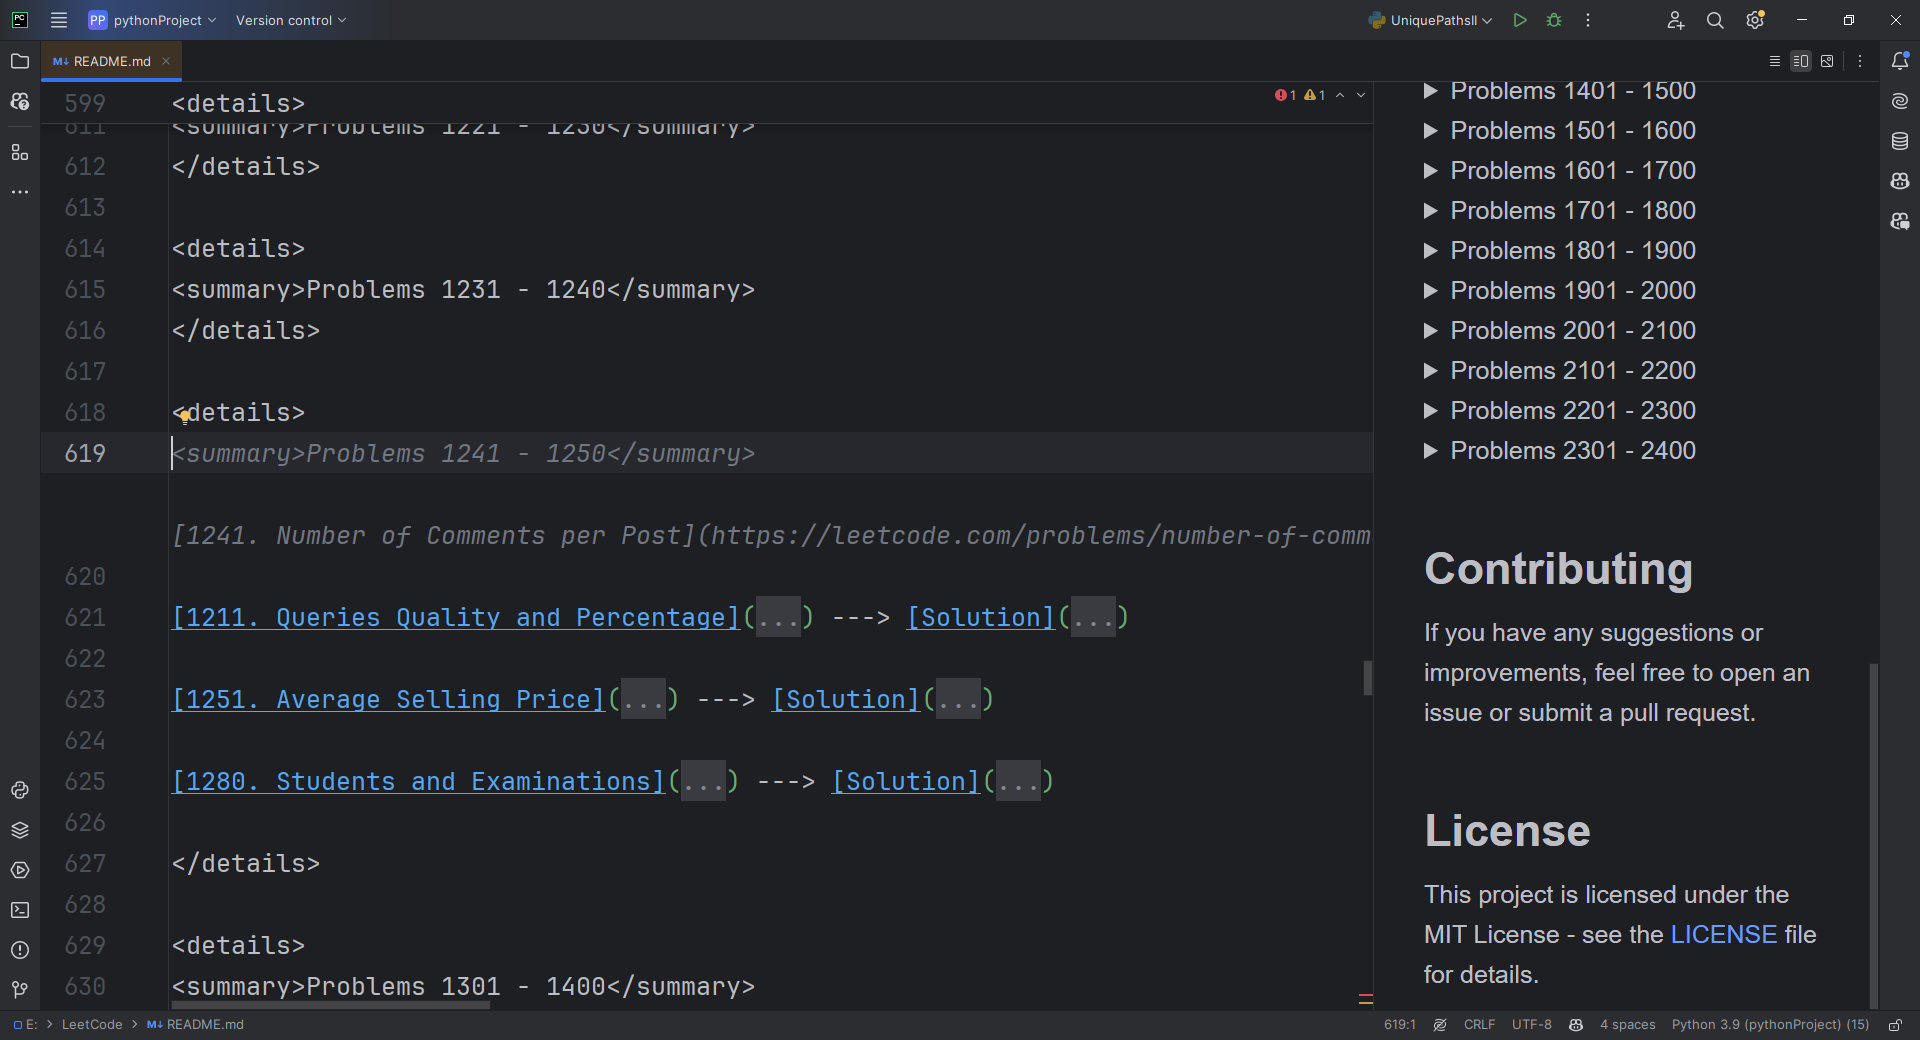 PC
PP pythonProject Version control UniquePathsII
M↓ README.md
599 <details>
1 1
611 <summary>Problems 1221 - 1230</summary>
612 </details>
613
614 <details>
615 <summary>Problems 1231 - 1240</summary>
616 </details>
617
618 <details>
619 <summary>Problems 1241 - 1250</summary>
[1241. Number of Comments per Post](https://leetcode.com/problems/number-of-comm
620
621 [1211. Queries Quality and Percentage](...) ---> [Solution](...)
622
623 [1251. Average Selling Price](...) ---> [Solution](...)
624
625 [1280. Students and Examinations](...) ---> [Solution](...)
626
627 </details>
628
629 <details>
630 <summary>Problems 1301 - 1400</summary>
Problems 1401 - 1500
Problems 1501 - 1600
Problems 1601 - 1700
Problems 1701 - 1800
Problems 1801 - 1900
Problems 1901 - 2000
Problems 2001 - 2100
Problems 2101 - 2200
Problems 2201 - 2300
Problems 2301 - 2400
Contributing
If you have any suggestions or
improvements, feel free to open an
issue or submit a pull request.
License
This project is licensed under the
MIT License - see the LICENSE file
for details.
E: > LeetCode > M↓ README.md 619:1 CRLF UTF-8 4 spaces Python 3.9 (pythonProject) (15)